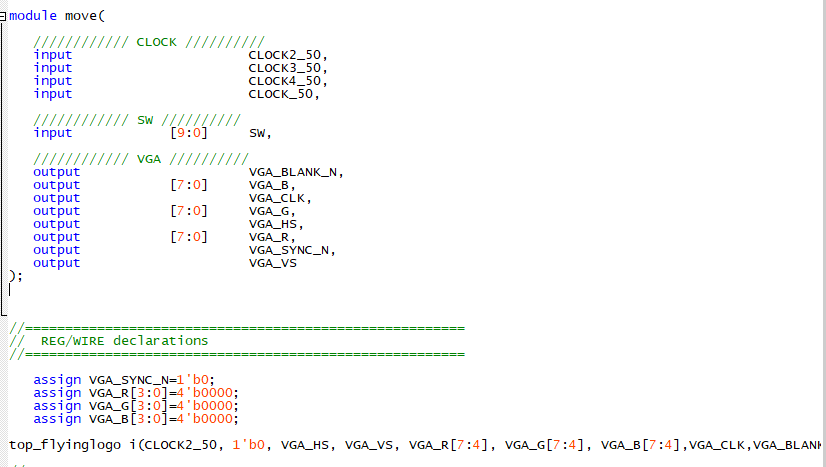 module move(
//////////// CLOCK //////////
input CLOCK2_50,
input CLOCK3_50,
input CLOCK4_50,
input CLOCK_50,
//////////// SW //////////
input [9:0] SW,
//////////// VGA //////////
output VGA_BLANK_N,
output [7:0] VGA_B,
output VGA_CLK,
output [7:0] VGA_G,
output VGA_HS,
output [7:0] VGA_R,
output VGA_SYNC_N,
output VGA_VS
);
//=======================================================
//  REG/WIRE declarations
//=======================================================
assign VGA_SYNC_N=1'b0;
assign VGA_R[3:0]=4'b0000;
assign VGA_G[3:0]=4'b0000;
assign VGA_B[3:0]=4'b0000;
top_flyinglogo i(CLOCK2_50, 1'b0, VGA_HS, VGA_VS, VGA_R[7:4], VGA_G[7:4], VGA_B[7:4],VGA_CLK,VGA_BLANK